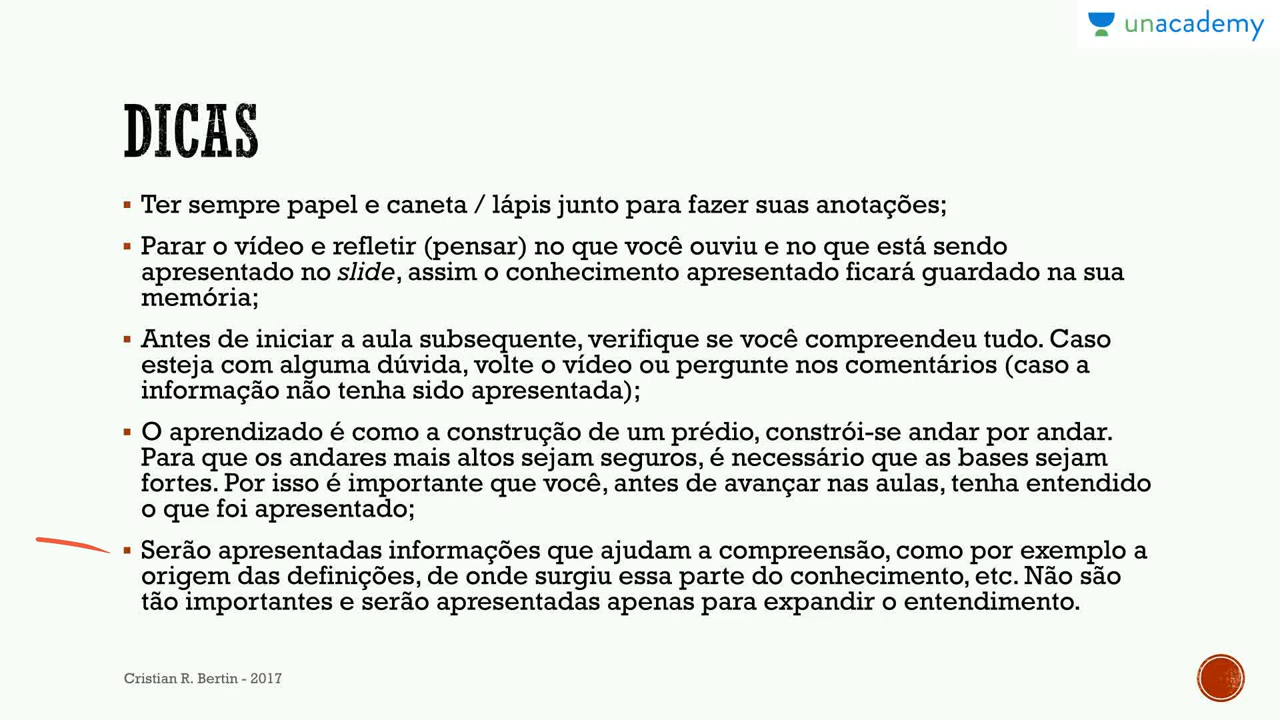 unacademy
DICAS
▪ Ter sempre papel e caneta / lápis junto para fazer suas anotações;
▪ Parar o vídeo e refletir (pensar) no que você ouviu e no que está sendo
apresentado no slide, assim o conhecimento apresentado ficará guardado na sua
memória;
▪ Antes de iniciar a aula subsequente, verifique se você compreendeu tudo. Caso
esteja com alguma dúvida, volte o vídeo ou pergunte nos comentários (caso a
informação não tenha sido apresentada);
▪ O aprendizado é como a construção de um prédio, constrói-se andar por andar.
Para que os andares mais altos sejam seguros, é necessário que as bases sejam
fortes. Por isso é importante que você, antes de avançar nas aulas, tenha entendido
o que foi apresentado;
▪ Serão apresentadas informações que ajudam a compreensão, como por exemplo a
origem das definições, de onde surgiu essa parte do conhecimento, etc. Não são
tão importantes e serão apresentadas apenas para expandir o entendimento.
Cristian R. Bertin - 2017